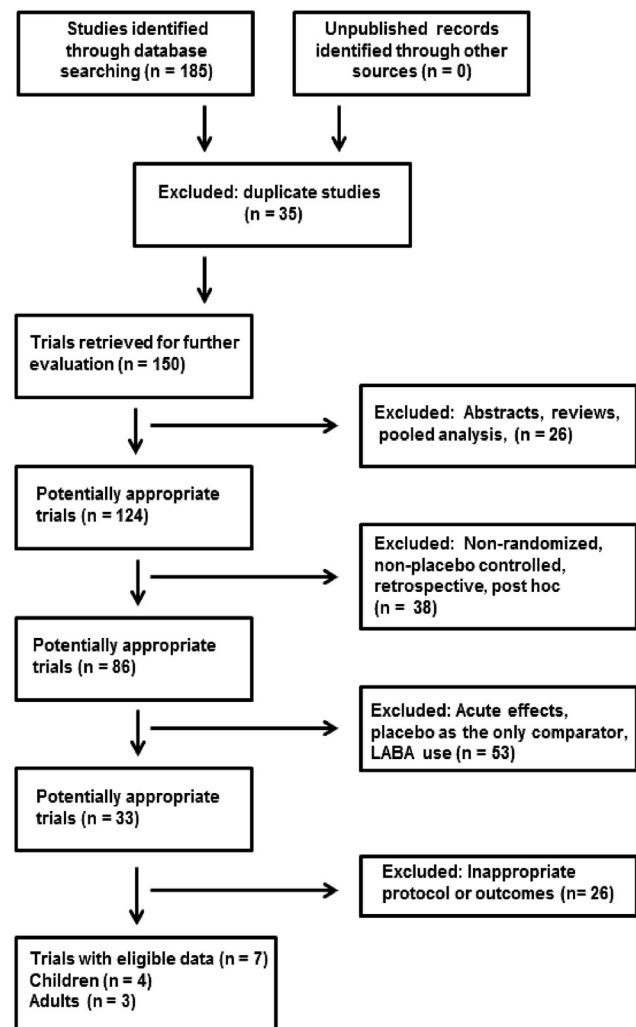 Studies identified
through database
searching (n = 185)
Unpublished records
identified through other
sources (n = 0)
Excluded: duplicate studies
(n = 35)
Trials retrieved for further
evaluation (n = 150)
Excluded: Abstracts, reviews,
pooled analysis, (n = 26)
Potentially appropriate
trials (n = 124)
Excluded: Non-randomized,
non-placebo controlled,
retrospective, post hoc
(n = 38)
Potentially appropriate
trials (n = 86)
Excluded: Acute effects,
placebo as the only comparator,
LABA use (n = 53)
Potentially appropriate
trials (n = 33)
Excluded: Inappropriate
protocol or outcomes (n= 26)
Trials with eligible data (n = 7)
Children (n = 4)
Adults (n = 3)